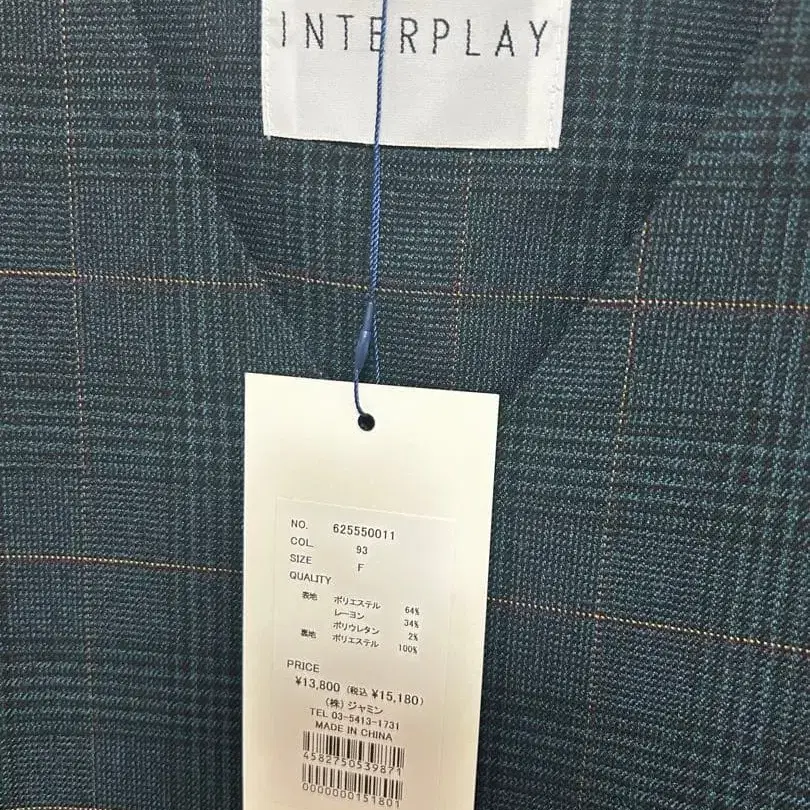 INTERPLAY
NO. 625550011
COL. 93
SIZE F
QUALITY
表地 ポリエステル 64%
レーヨン 34%
ポリウレタン 2%
裏地 ポリエステル 100%
PRICE
¥13,800 (税込 ¥15,180)
(株) ジャミン
TEL 03-5413-1731
MADE IN CHINA
4582750539871
0000000151801